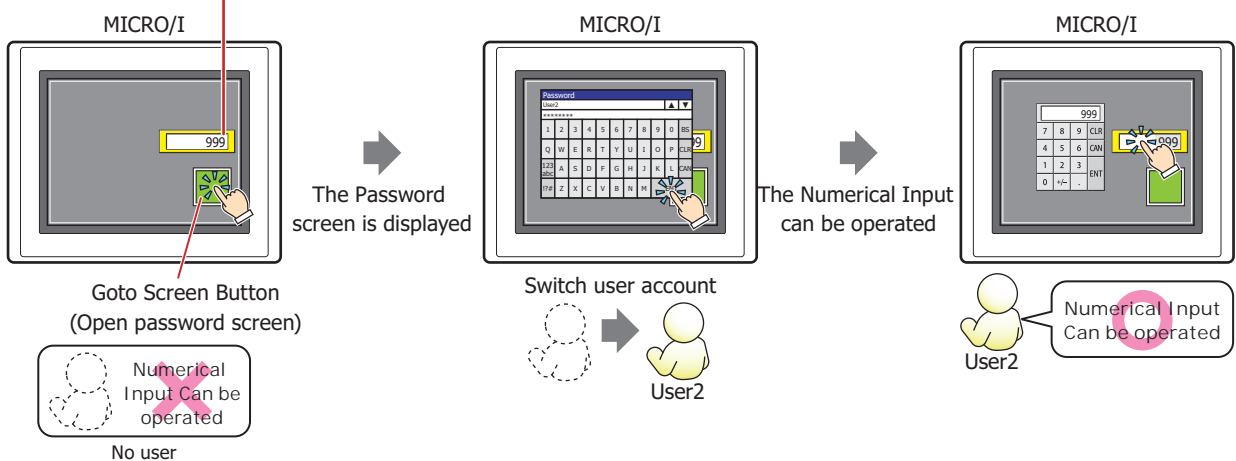 MICRO/I
999
Goto Screen Button
(Open password screen)
Numerical
Input Can be
operated
No user
The Password
screen is displayed
MICRO/I
Password
User2 ▲ ▼
********
1 2 3 4 5 6 7 8 9 0 BS
Q W E R T Y U I O P CLR
123 abc A S D F G H J K L CAN
!?# Z X C V B N M
Switch user account
User2
The Numerical Input
can be operated
MICRO/I
999
7 8 9 CLR
4 5 6 CAN
1 2 3
0 +/− . ENT
999
User2
Numerical Input
Can be operated